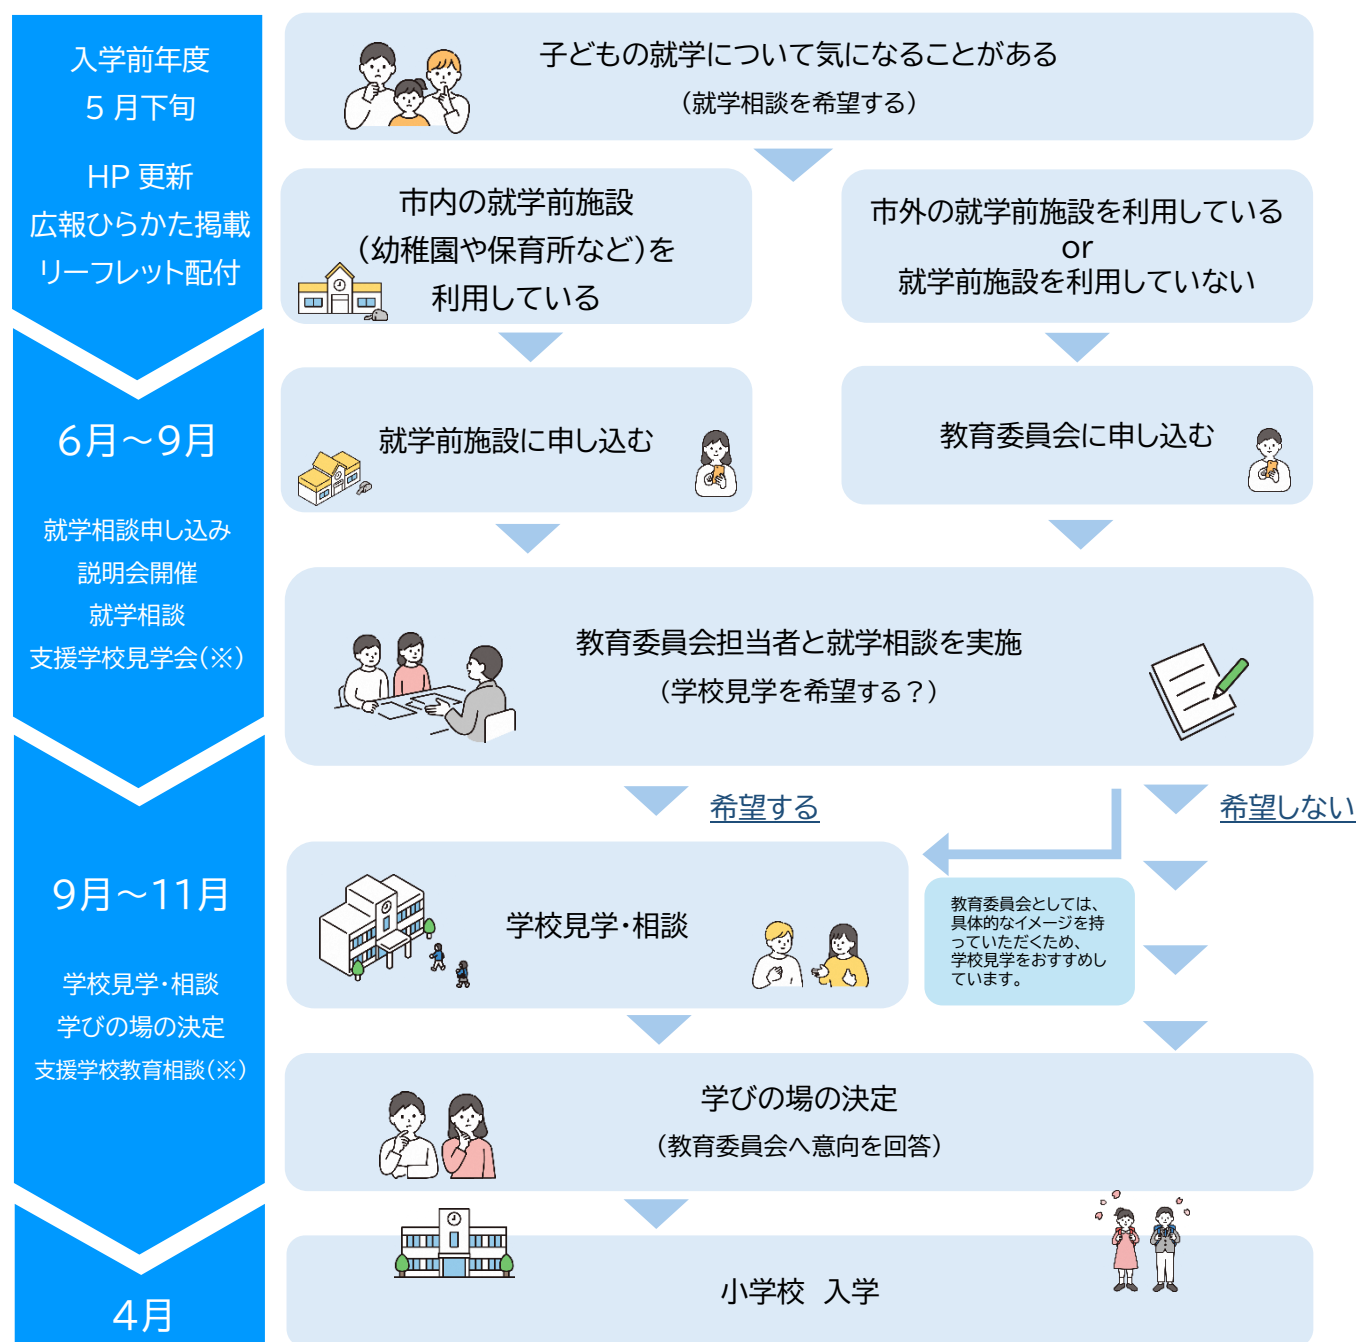 入学前年度
5月下旬
HP 更新
広報ひらかた掲載
リーフレット配付
子どもの就学について気になることがある
(就学相談を希望する)
市内の就学前施設
(幼稚園や保育所など)を
利用している
市外の就学前施設を利用している
or
就学前施設を利用していない
6月～9月
就学相談申し込み
説明会開催
就学相談
支援学校見学会(※)
就学前施設に申し込む
教育委員会に申し込む
教育委員会担当者と就学相談を実施
(学校見学を希望する？)
希望する
希望しない
9月～11月
学校見学・相談
学びの場の決定
支援学校教育相談(※)
学校見学・相談
教育委員会としては、
具体的なイメージを持
っていただくため、
学校見学をおすすめし
ています。
学びの場の決定
(教育委員会へ意向を回答)
4月
小学校　入学